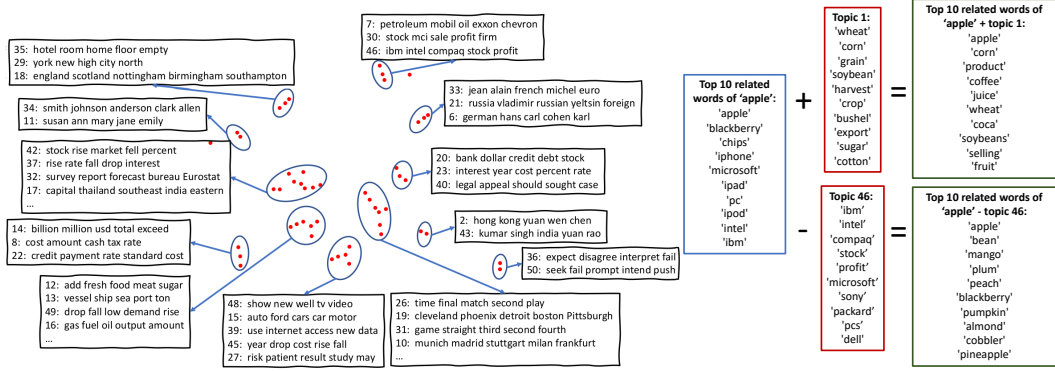 35: hotel room home floor empty
29: york new high city north
18: england scotland nottingham birmingham southampton
34: smith johnson anderson clark allen
11: susan ann mary jane emily
42: stock rise market fell percent
37: rise rate fall drop interest
32: survey report forecast bureau Eurostat
17: capital thailand southeast india eastern
...
14: billion million usd total exceed
8: cost amount cash tax rate
22: credit payment rate standard cost
12: add fresh food meat sugar
13: vessel ship sea port ton
49: drop fall low demand rise
16: gas fuel oil output amount
...
48: show new well tv video
15: auto ford cars car motor
39: use internet access new data
45: year drop cost rise fall
27: risk patient result study may
7: petroleum mobil oil exxon chevron
30: stock mci sale profit firm
46: ibm intel compaq stock profit
33: jean alain french michel euro
21: russia vladimir russian yeltsin foreign
6: german hans carl cohen karl
20: bank dollar credit debt stock
23: interest year cost percent rate
40: legal appeal should sought case
2: hong kong yuan wen chen
43: kumar singh india yuan rao
36: expect disagree interpret fail
50: seek fail prompt intend push
26: time final match second play
19: cleveland phoenix detroit boston Pittsburgh
31: game straight third second fourth
10: munich madrid stuttgart milan frankfurt
...
Top 10 related
words of 'apple':
'apple'
'blackberry'
'chips'
'iphone'
'microsoft'
'ipad'
'pc'
'ipod'
'intel'
'ibm'
+
Topic 1:
'wheat'
'corn'
'grain'
'soybean'
'harvest'
'crop'
'bushel'
'export'
'sugar'
'cotton'
=
Top 10 related words of
'apple' + topic 1:
'apple'
'corn'
'product'
'coffee'
'juice'
'wheat'
'coca'
'soybeans'
'selling'
'fruit'
-
Topic 46:
'ibm'
'intel'
'compaq'
'stock'
'profit'
'microsoft'
'sony'
'packard'
'pcs'
'dell'
=
Top 10 related words of
'apple' - topic 46:
'apple'
'bean'
'mango'
'plum'
'peach'
'blackberry'
'pumpkin'
'almond'
'cobbler'
'pineapple'